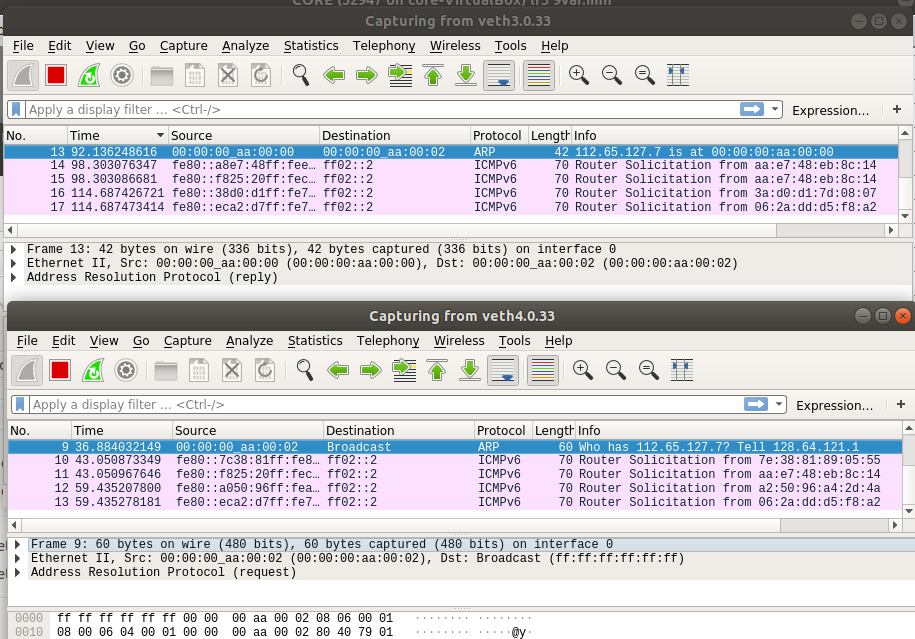 Capturing from veth3.0.33
File Edit View Go Capture Analyze Statistics Telephony Wireless Tools Help
Apply a display filter ... <Ctrl-/> Expression... +
No. Time Source Destination Protocol Length Info
13 92.136248616 00:00:00_aa:00:00 00:00:00_aa:00:02 ARP 42 112.65.127.7 is at 00:00:00:aa:00:00
14 98.303076347 fe80::a8e7:48ff:fee… ff02::2 ICMPv6 70 Router Solicitation from aa:e7:48:eb:8c:14
15 98.303086681 fe80::f825:20ff:fec… ff02::2 ICMPv6 70 Router Solicitation from aa:e7:48:eb:8c:14
16 114.687426721 fe80::38d0:d1ff:fe7… ff02::2 ICMPv6 70 Router Solicitation from 3a:d0:d1:7d:08:07
17 114.687473414 fe80::eca2:d7ff:fe7… ff02::2 ICMPv6 70 Router Solicitation from 06:2a:dd:d5:f8:a2
Frame 13: 42 bytes on wire (336 bits), 42 bytes captured (336 bits) on interface 0
Ethernet II, Src: 00:00:00_aa:00:00 (00:00:00:aa:00:00), Dst: 00:00:00_aa:00:02 (00:00:00:aa:00:02)
Address Resolution Protocol (reply)
Capturing from veth4.0.33
File Edit View Go Capture Analyze Statistics Telephony Wireless Tools Help
Apply a display filter ... <Ctrl-/> Expression... +
No. Time Source Destination Protocol Length Info
9 36.884032149 00:00:00_aa:00:02 Broadcast ARP 60 Who has 112.65.127.7? Tell 128.64.121.1
10 43.050873349 fe80::7c38:81ff:fe8… ff02::2 ICMPv6 70 Router Solicitation from 7e:38:81:89:05:55
11 43.050967646 fe80::f825:20ff:fec… ff02::2 ICMPv6 70 Router Solicitation from aa:e7:48:eb:8c:14
12 59.435207800 fe80::a050:96ff:fea… ff02::2 ICMPv6 70 Router Solicitation from a2:50:96:a4:2d:4a
13 59.435278181 fe80::eca2:d7ff:fe7… ff02::2 ICMPv6 70 Router Solicitation from 06:2a:dd:d5:f8:a2
Frame 9: 60 bytes on wire (480 bits), 60 bytes captured (480 bits) on interface 0
Ethernet II, Src: 00:00:00_aa:00:02 (00:00:00:aa:00:02), Dst: Broadcast (ff:ff:ff:ff:ff:ff)
Address Resolution Protocol (request)
0000 ff ff ff ff ff ff 00 00 00 aa 00 02 08 06 00 01 ········ ········
0010 08 00 06 04 00 01 00 00 00 aa 00 02 80 40 79 01 ········ ·····@y·